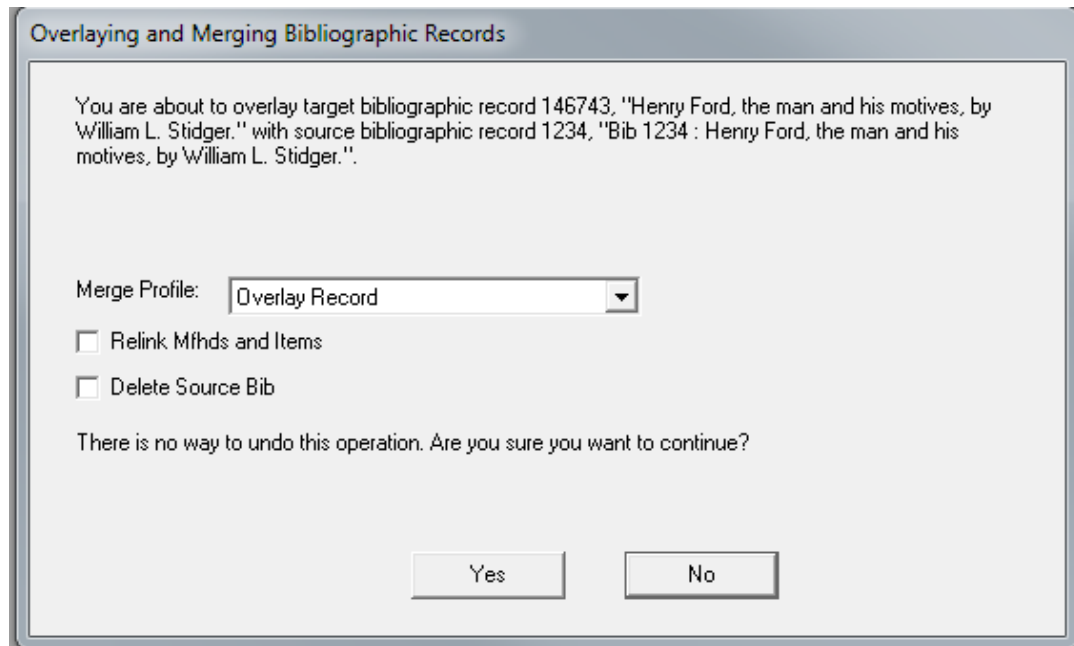 Overlaying and Merging Bibliographic Records
You are about to overlay target bibliographic record 146743, "Henry Ford, the man and his motives, by
William L. Stidger." with source bibliographic record 1234, "Bib 1234 : Henry Ford, the man and his
motives, by William L. Stidger.".
Merge Profile: Overlay Record
Relink Mfhds and Items
Delete Source Bib
There is no way to undo this operation. Are you sure you want to continue?
Yes No